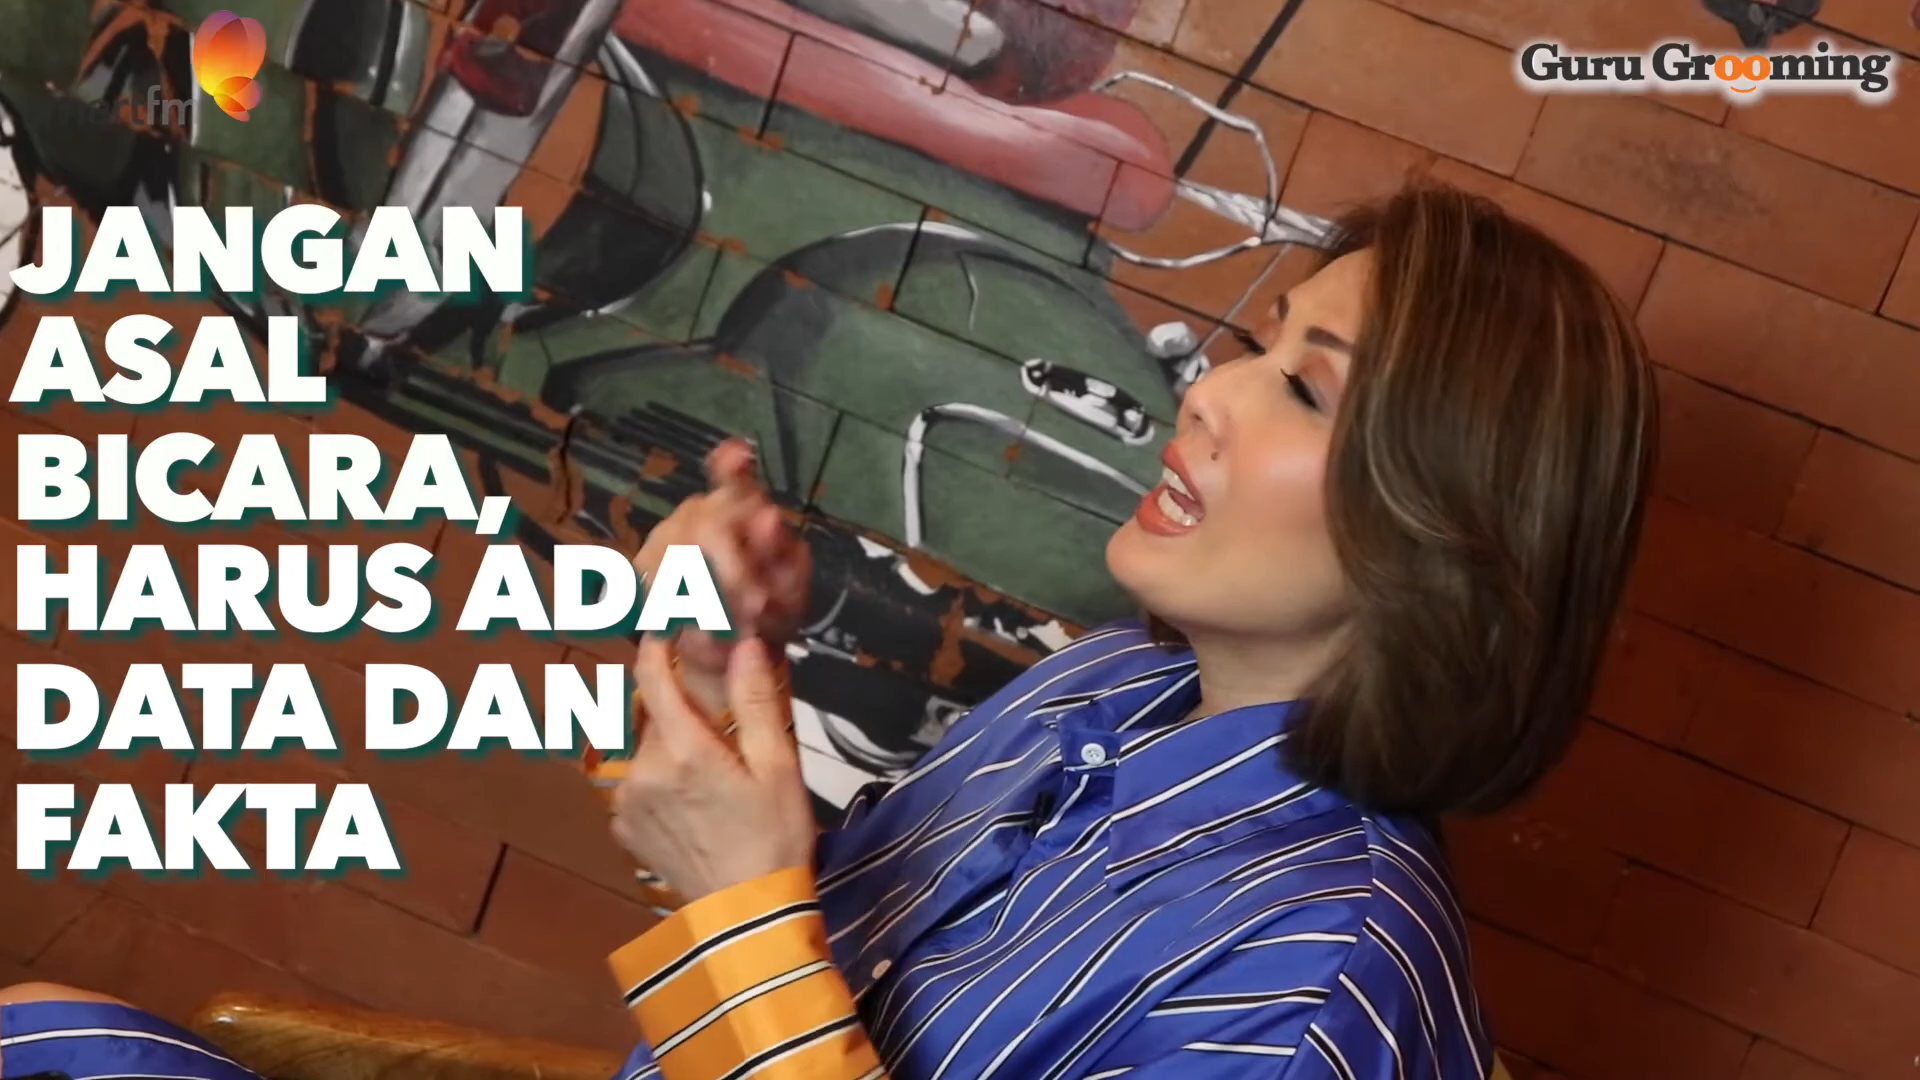 Guru Grooming
JANGAN
ASAL
BICARA,
HARUS ADA
DATA DAN
FAKTA